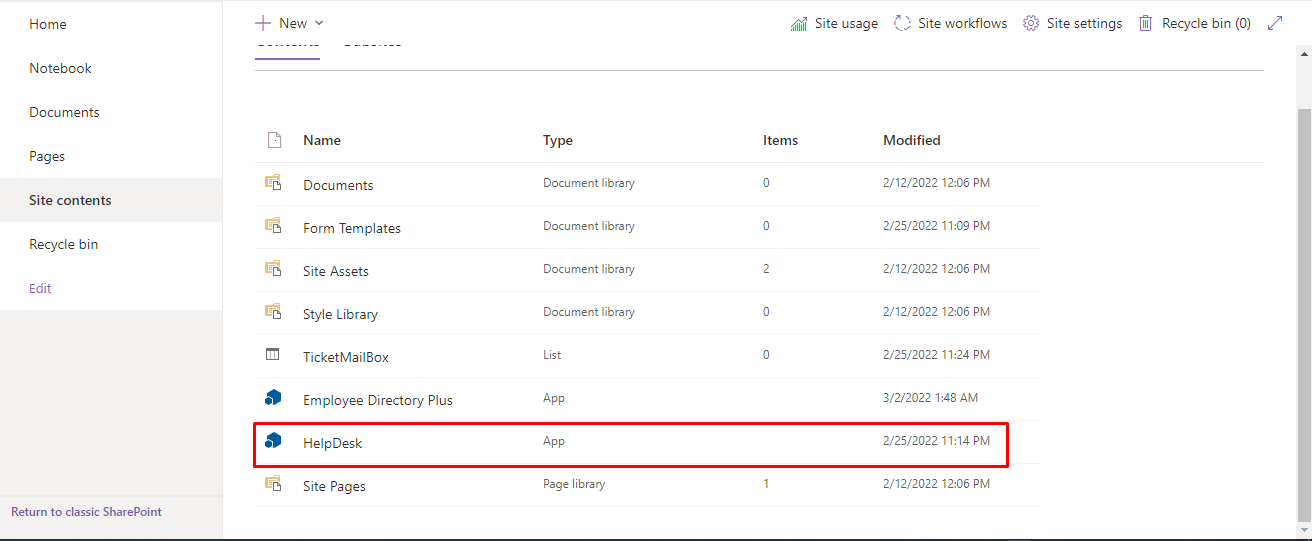 Home
Notebook
Documents
Pages
Site contents
Recycle bin
Edit
Return to classic SharePoint
New Site usage Site workflows Site settings Recycle bin (0)
Contents Subsites
Name Type Items Modified
Documents Document library 0 2/12/2022 12:06 PM
Form Templates Document library 0 2/25/2022 11:09 PM
Site Assets Document library 2 2/12/2022 12:06 PM
Style Library Document library 0 2/12/2022 12:06 PM
TicketMailBox List 0 2/25/2022 11:24 PM
Employee Directory Plus App 3/2/2022 1:48 AM
HelpDesk App 2/25/2022 11:14 PM
Site Pages Page library 1 2/12/2022 12:06 PM